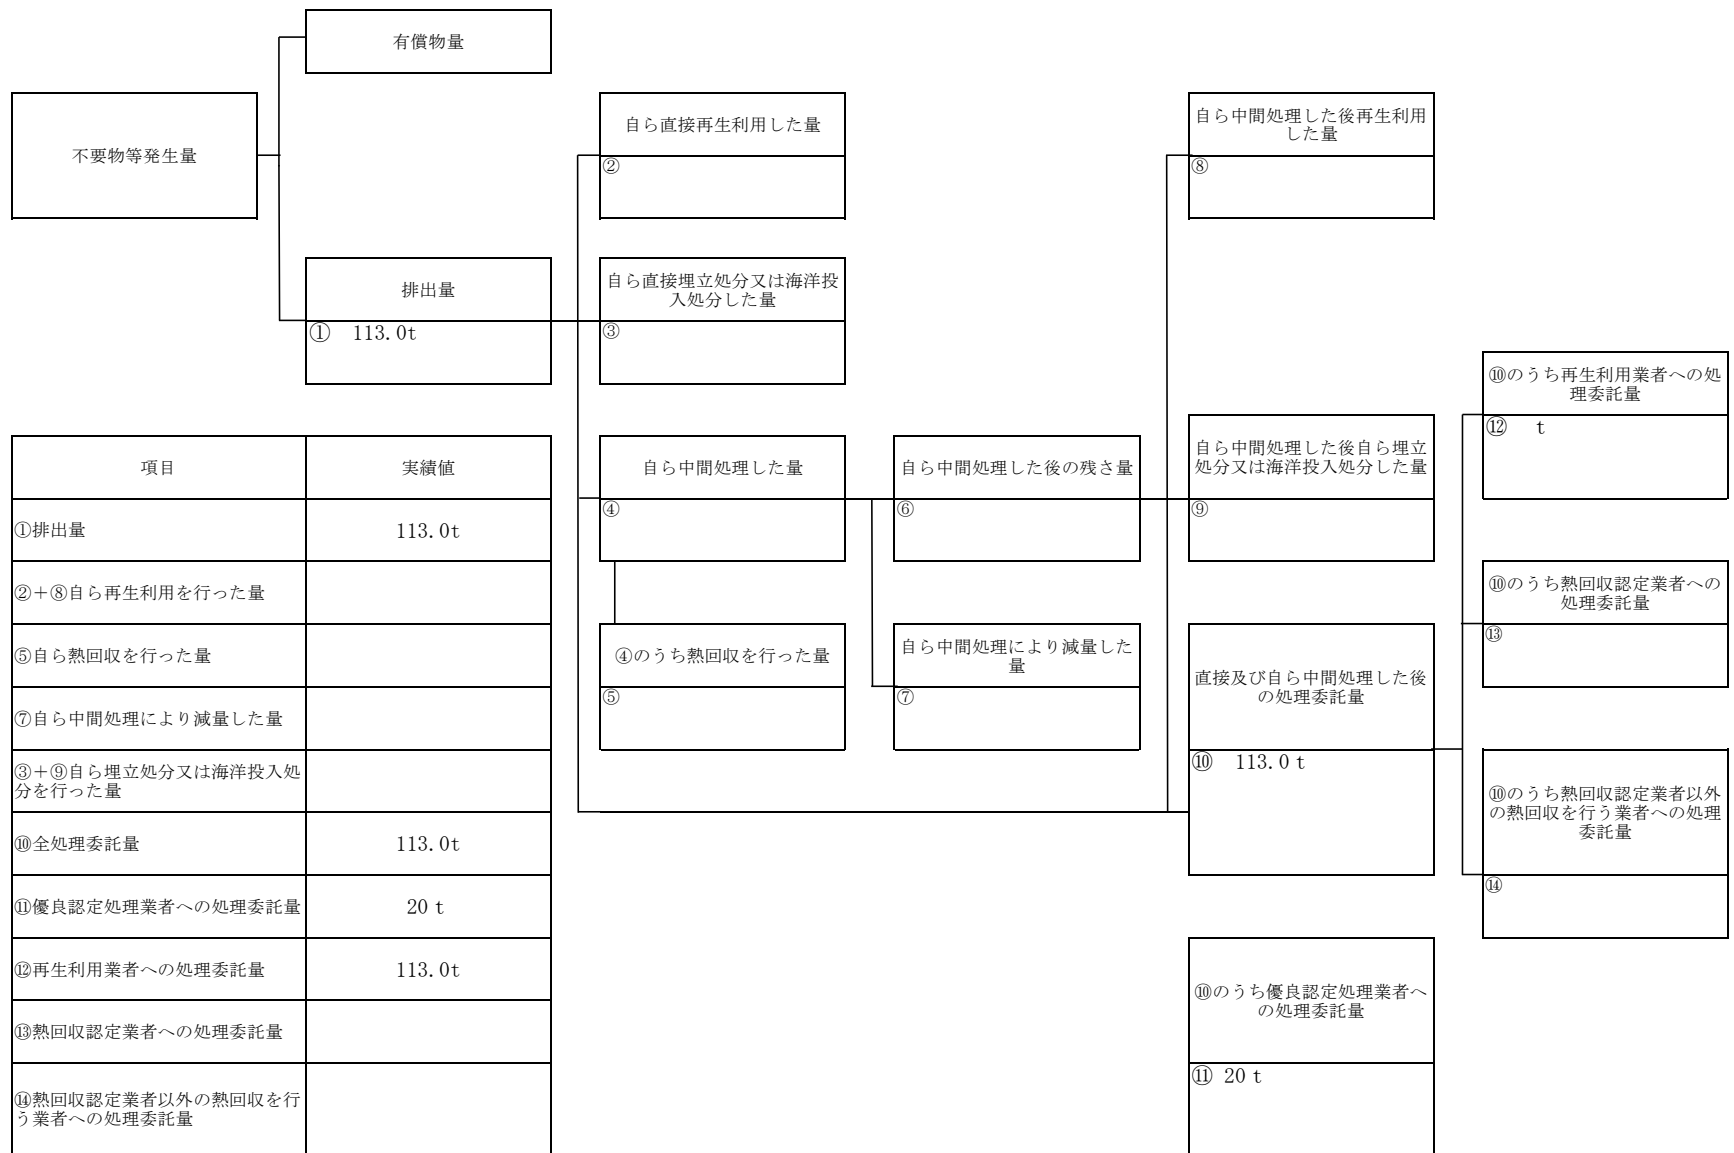 有償物量
不要物等発生量
自ら直接再生利用した量
②
自ら中間処理した後再生利用
した量
⑧
排出量
① 113.0t
自ら直接埋立処分又は海洋投
入処分した量
③
⑩のうち再生利用業者への処
理委託量
⑫ t
自ら中間処理した量
④
自ら中間処理した後の残さ量
⑥
自ら中間処理した後自ら埋立
処分又は海洋投入処分した量
⑨
⑩のうち熱回収認定業者への
処理委託量
⑬
④のうち熱回収を行った量
⑤
自ら中間処理により減量した
量
⑦
直接及び自ら中間処理した後
の処理委託量
⑩ 113.0 t
⑩のうち熱回収認定業者以外
の熱回収を行う業者への処理
委託量
⑭
⑩のうち優良認定処理業者へ
の処理委託量
⑪ 20 t
項目 実績値
①排出量 113.0t
②＋⑧自ら再生利用を行った量
⑤自ら熱回収を行った量
⑦自ら中間処理により減量した量
③＋⑨自ら埋立処分又は海洋投入処
分を行った量
⑩全処理委託量 113.0t
⑪優良認定処理業者への処理委託量 20 t
⑫再生利用業者への処理委託量 113.0t
⑬熱回収認定業者への処理委託量
⑭熱回収認定業者以外の熱回収を行
う業者への処理委託量